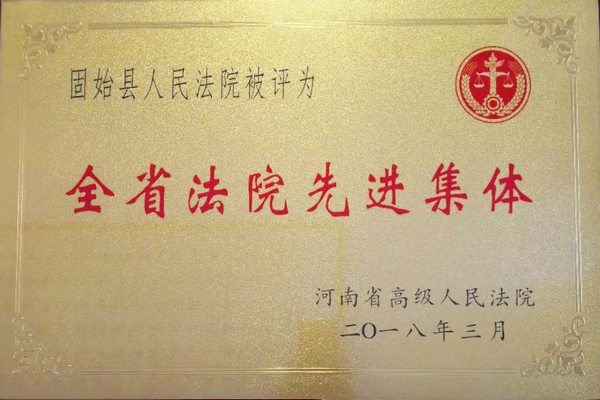 固始县人民法院被评为
全省法院先进集体
河南省高级人民法院
二〇一八年三月